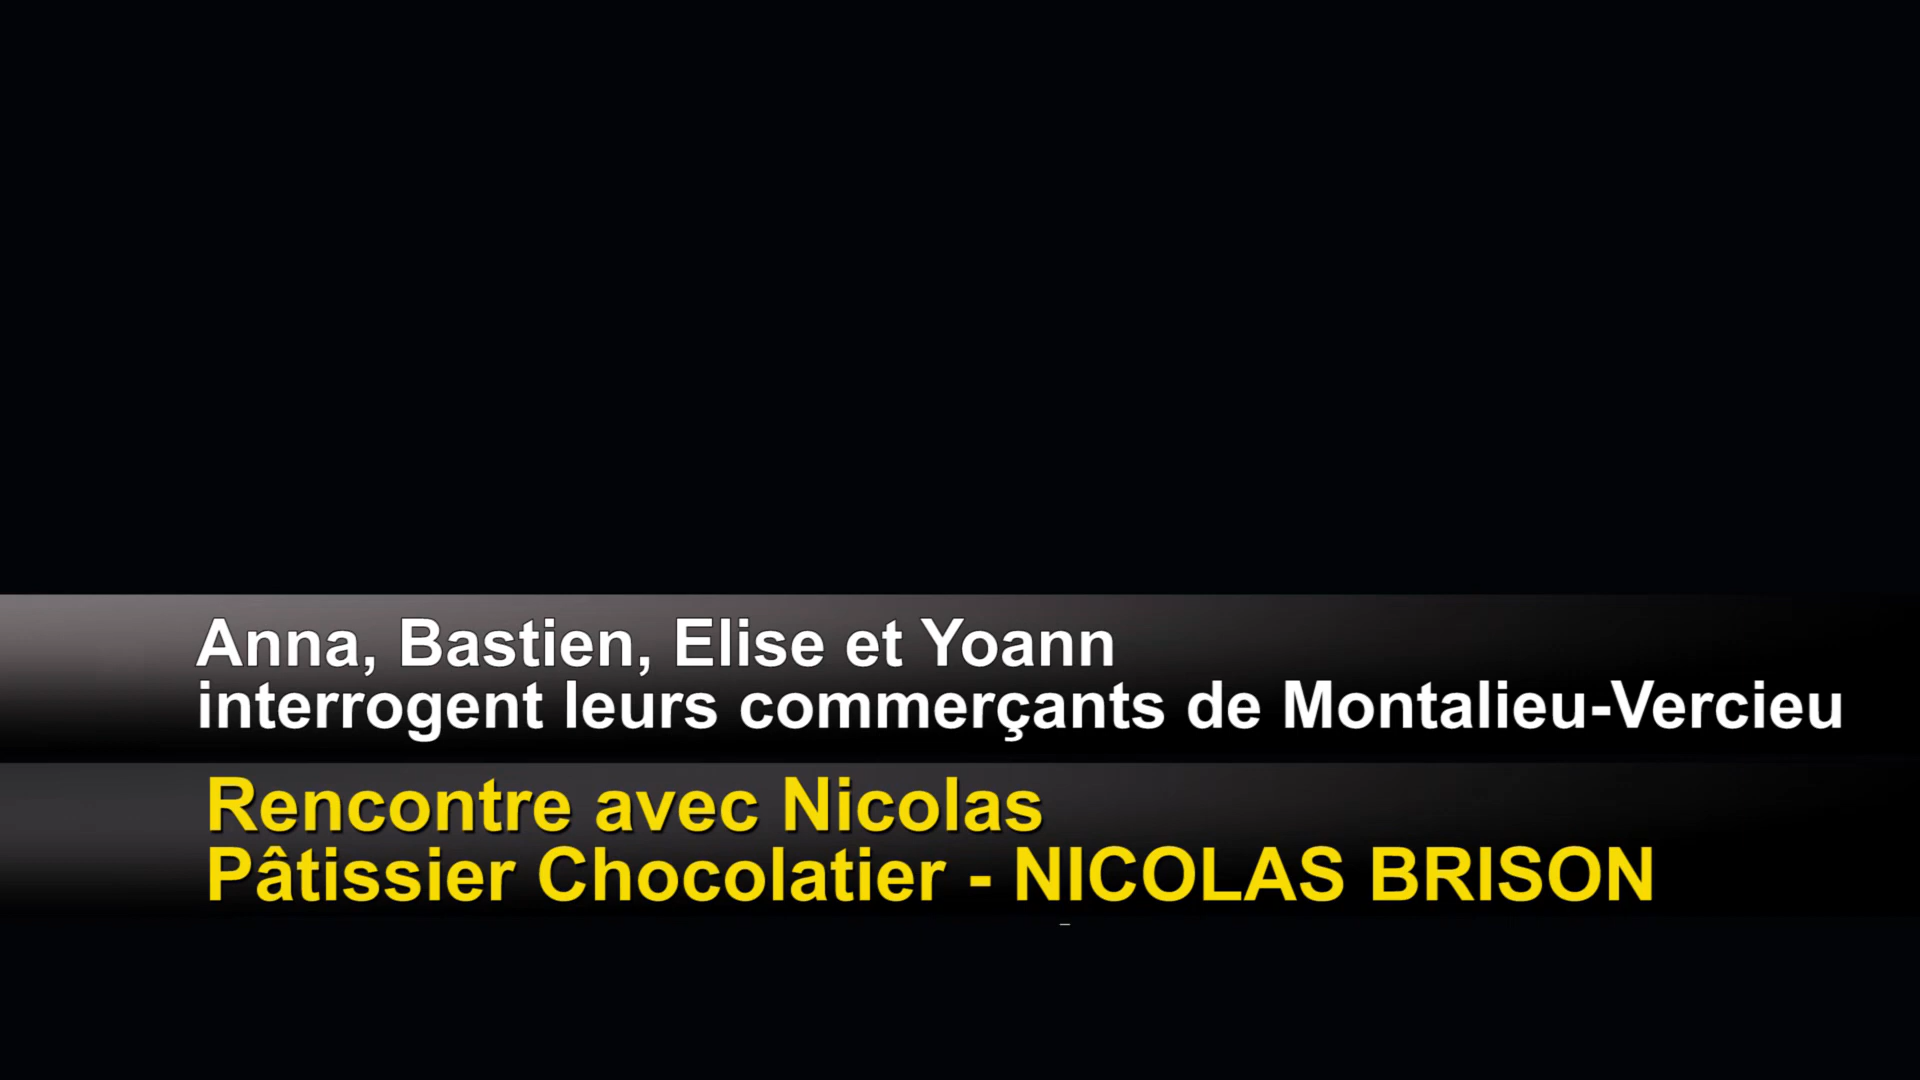 Anna, Bastien, Elise et Yoann
interrogent leurs commerçants de Montalieu-Vercieu
Rencontre avec Nicolas
Pâtissier Chocolatier - NICOLAS BRISON